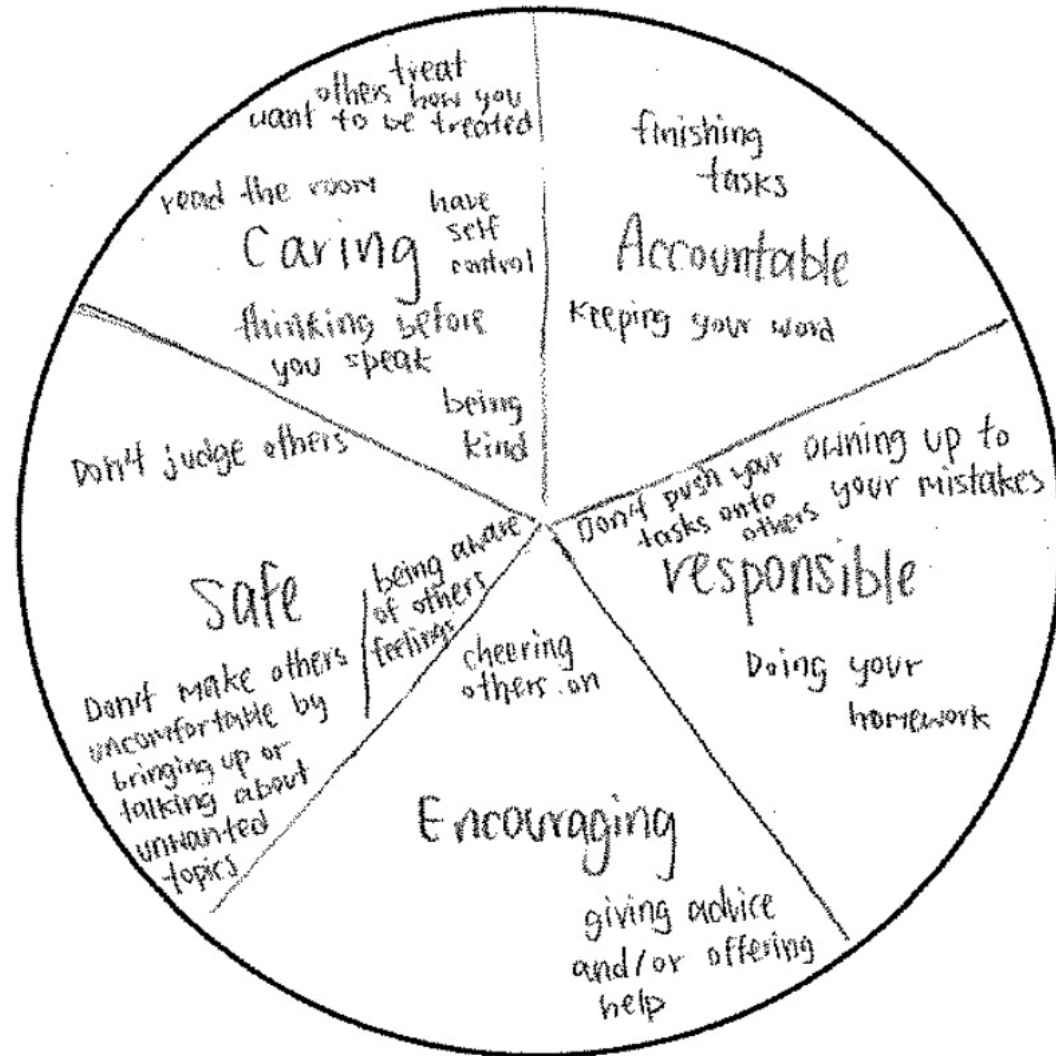 treat
others how you
want to be treated
read the room
have
self
control
Caring
thinking before
you speak
being
kind
finishing
tasks
Accountable
keeping your word
Don't push your
tasks onto
others
owning up to
your mistakes
responsible
Doing your
homework
cheering
others on
Encouraging
giving advice
and/or offering
help
Don't judge others
Safe
being aware
of others
feelings
Don't make others
uncomfortable by
bringing up or
talking about
unwanted
topics